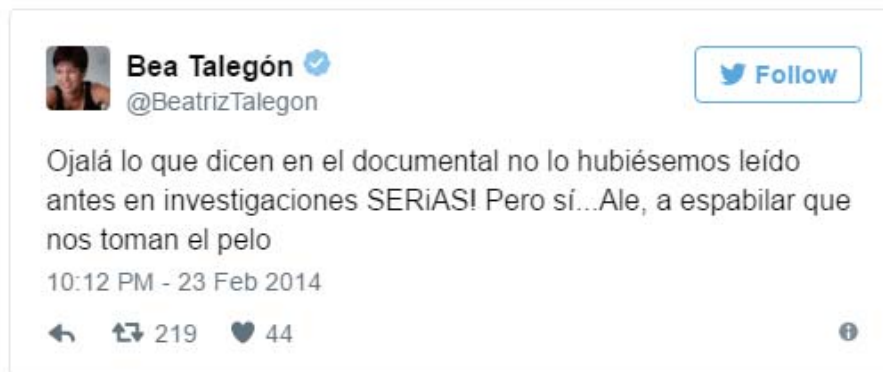 Bea Talegón
@BeatrizTalegon
Follow
Ojalá lo que dicen en el documental no lo hubiésemos leído
antes en investigaciones SERiAS! Pero sí...Ale, a espabilar que
nos toman el pelo
10:12 PM - 23 Feb 2014
219 44